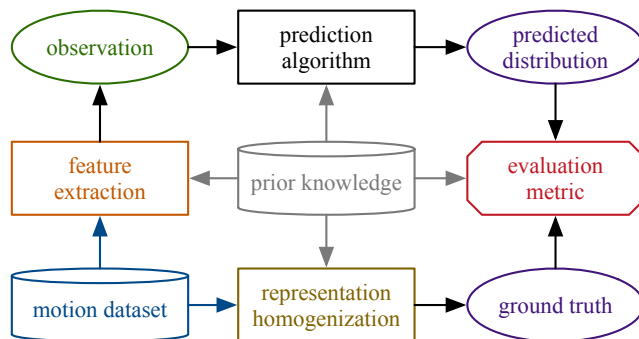 observation
prediction
algorithm
predicted
distribution
feature
extraction
prior knowledge
evaluation
metric
motion dataset
representation
homogenization
ground truth